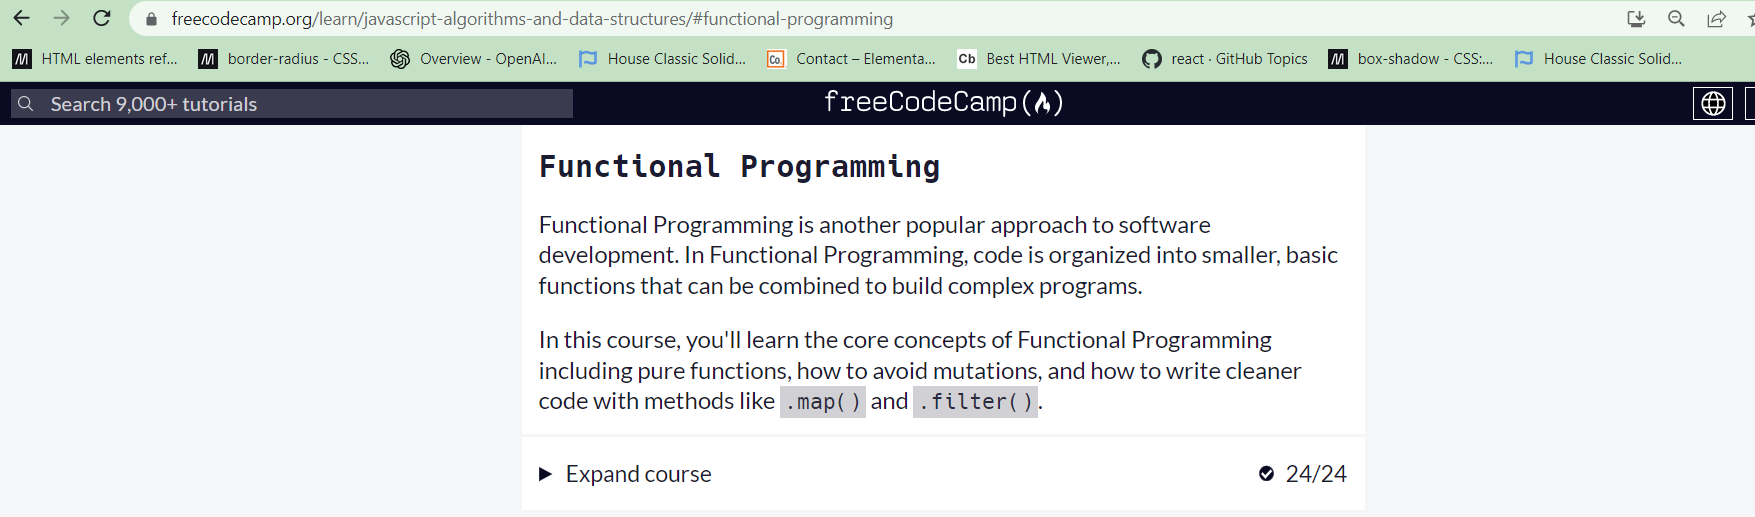 freecodecamp.org/learn/javascript-algorithms-and-data-structures/#functional-programming
HTML elements ref... border-radius - CSS... Overview - OpenAI... House Classic Solid... Co. Contact – Elementa... Cb Best HTML Viewer,... react · GitHub Topics box-shadow - CSS:... House Classic Solid...
Search 9,000+ tutorials freeCodeCamp
Functional Programming
Functional Programming is another popular approach to software
development. In Functional Programming, code is organized into smaller, basic
functions that can be combined to build complex programs.
In this course, you'll learn the core concepts of Functional Programming
including pure functions, how to avoid mutations, and how to write cleaner
code with methods like .map() and .filter().
Expand course 24/24